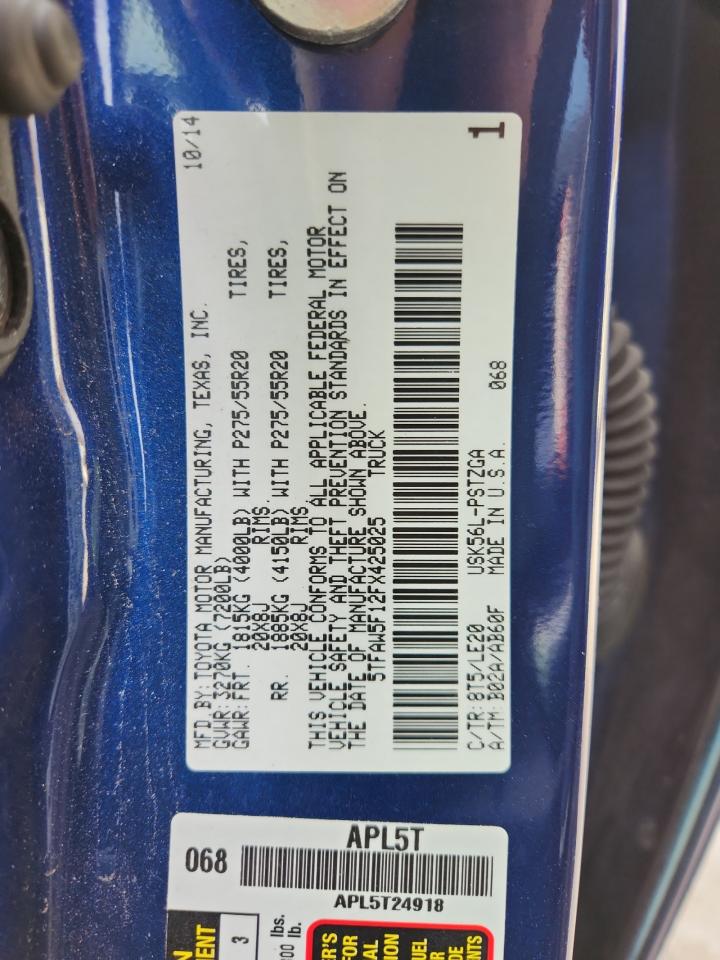 10/14
MFD BY: TOYOTA MOTOR MANUFACTURING, TEXAS, INC.
GVWR: 3270KG (7200LB)
GAWR: FRT. 1815KG (4000LB) WITH P275/55R20 TIRES,
20X8J RIMS
RR. 1885KG (4150LB) WITH P275/55R20 TIRES,
20X8J RIMS
THIS VEHICLE CONFORMS TO ALL APPLICABLE FEDERAL MOTOR
VEHICLE SAFETY AND THEFT PREVENTION STANDARDS IN EFFECT ON
THE DATE OF MANUFACTURE SHOWN ABOVE.
5TFAW5F12FX425025 TRUCK
C/TR: 8T5/LE20 USK56L-PST7GA 068
A/TM: B02A/AB60F MADE IN U.S.A.
1
068
APL5T
APL5T24918
3
lbs.
lb.